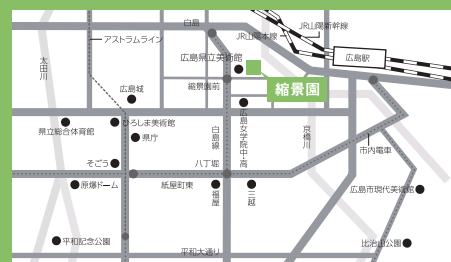 白島
JR山陽新幹線
JR山陽本線
アストラムライン
広島駅
太田川
広島県立美術館
縮景園前
縮景園
広島城
県立総合体育館
ひろしま美術館
県庁
白島線
広島女学院中・高
京橋川
市内電車
そごう
八丁堀
原爆ドーム
紙屋町東
福屋
三越
広島市現代美術館
平和記念公園
平和大通り
比治山公園